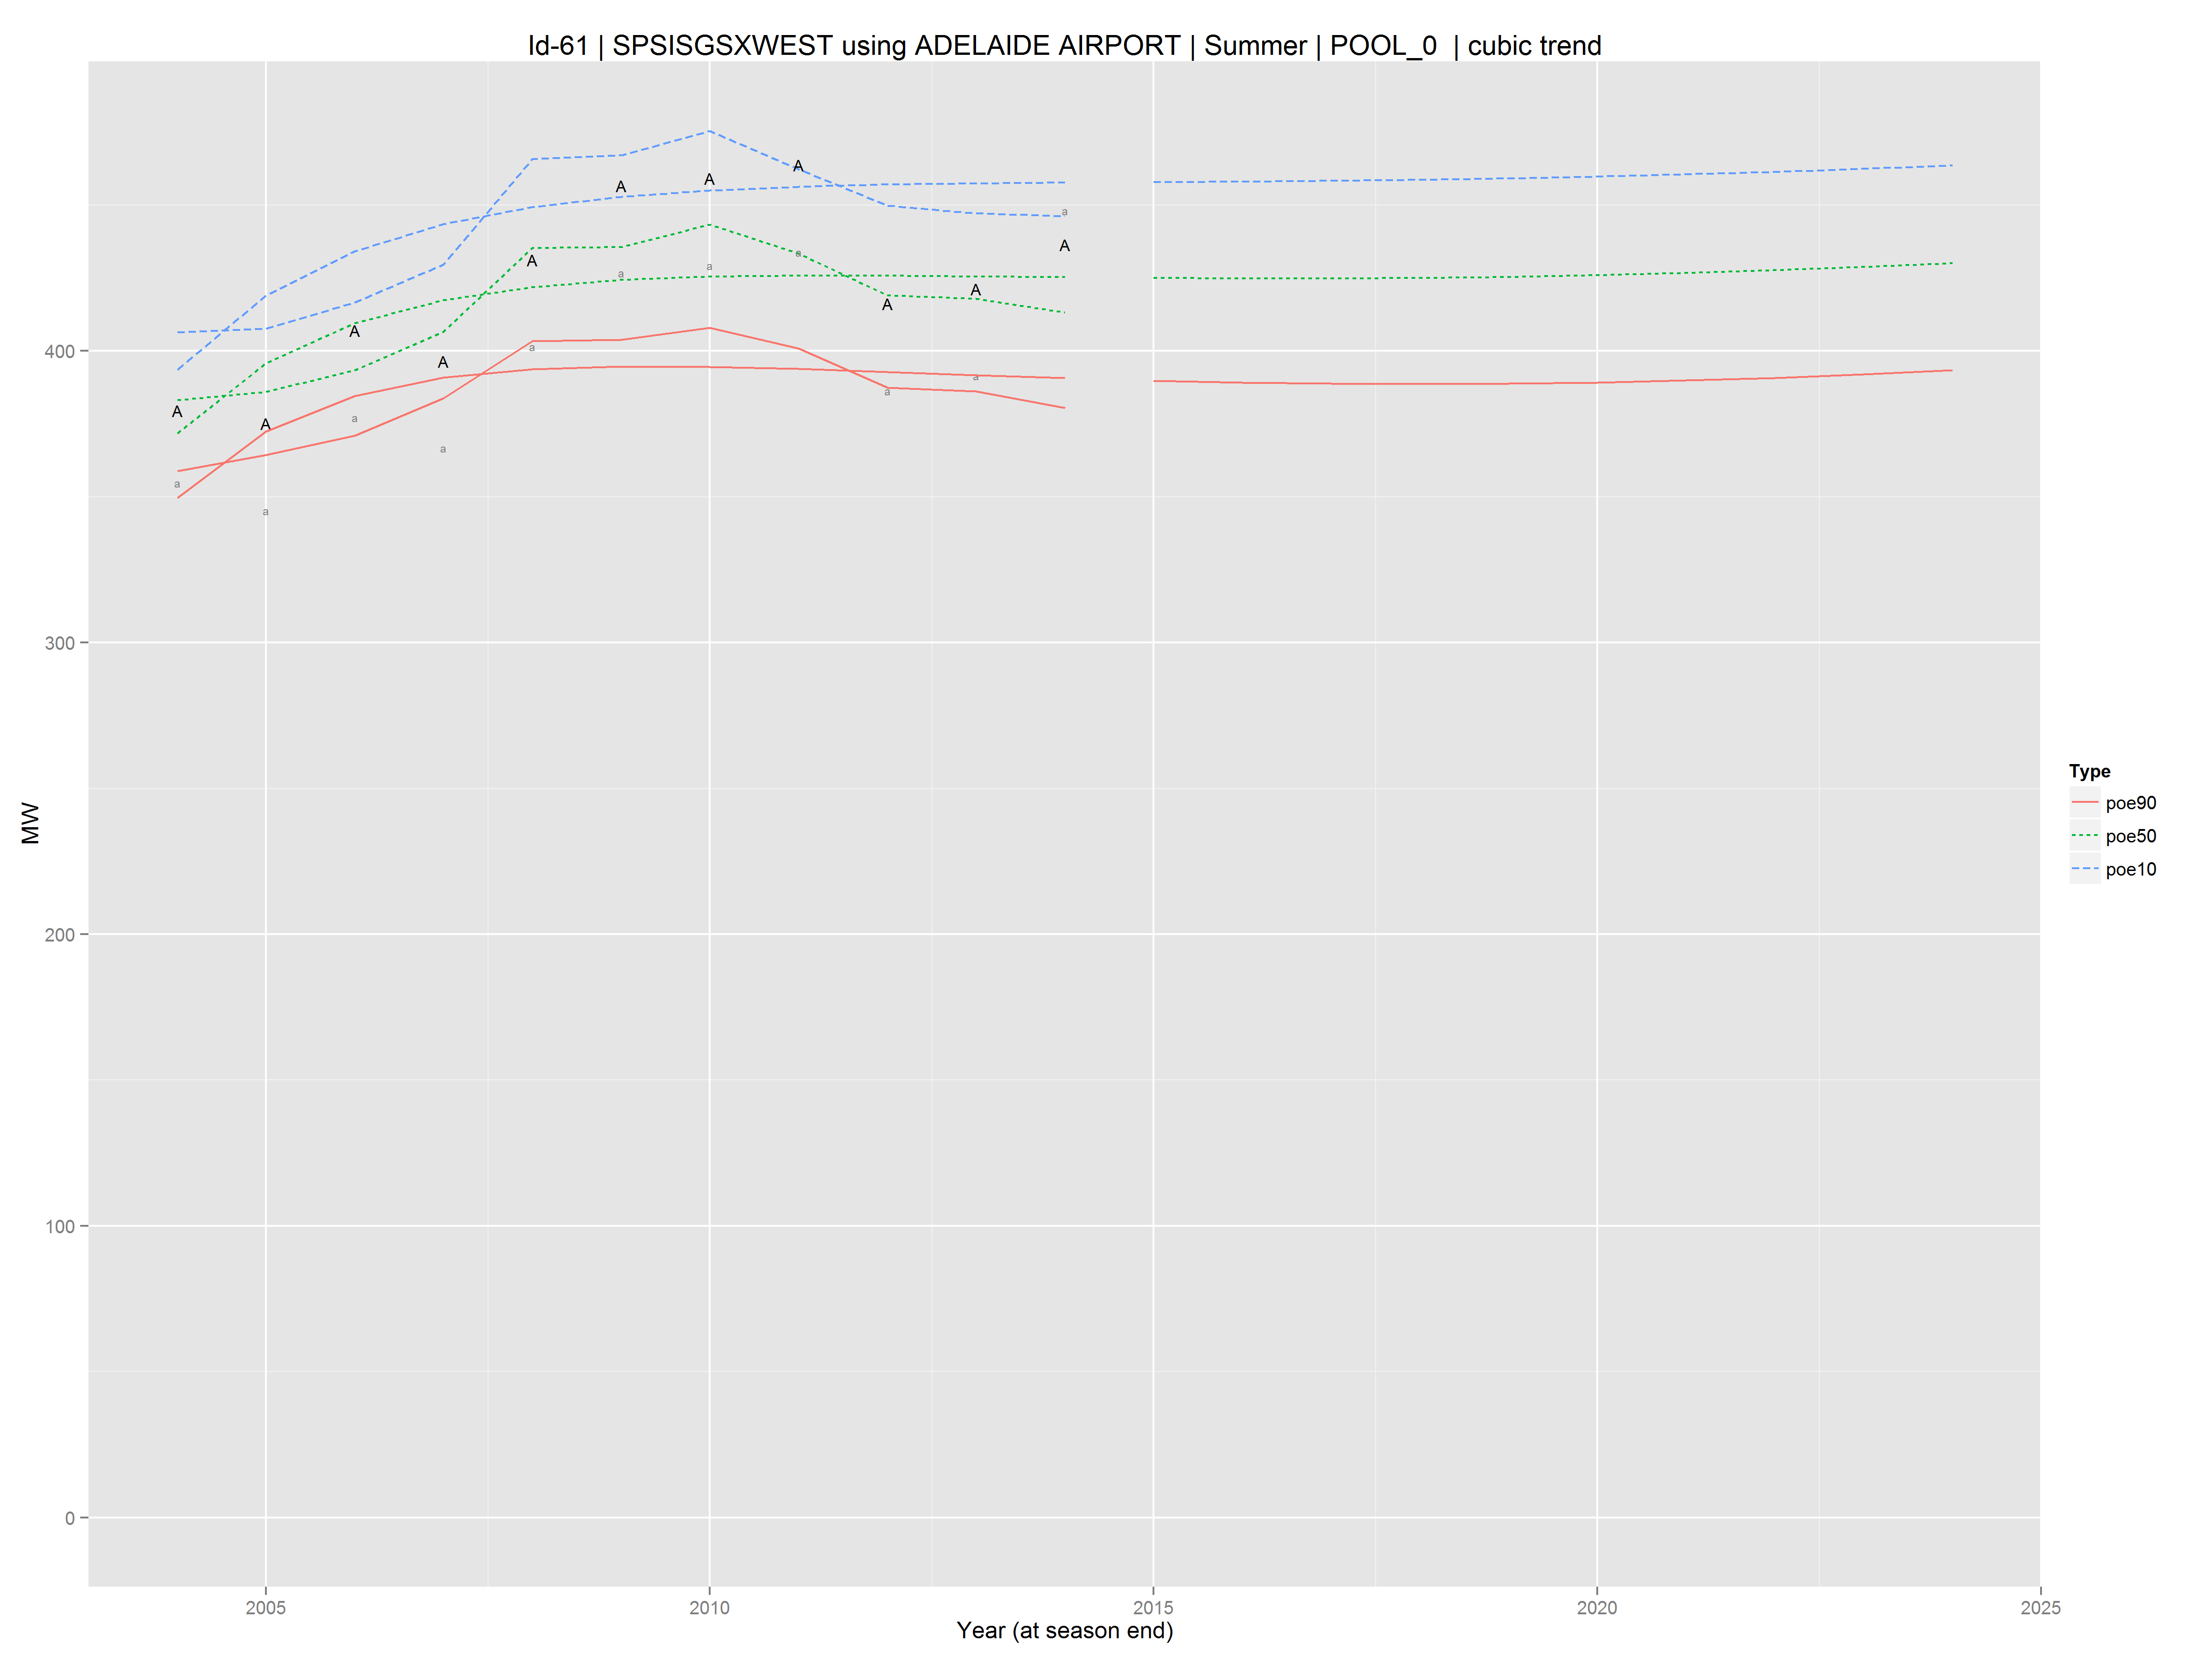 ld-61 | SPSISGSXWEST using ADELAIDE AIRPORT | Summer | POOL_0  | cubic trend
MW
400
300
200
100
0
A
A
A
A
A
A
A
A
A
A
A
a
a
a
a
a
a
a
a
a
a
a
2005
2010
2015
2020
2025
Year (at season end)
Type
poe90
poe50
poe10